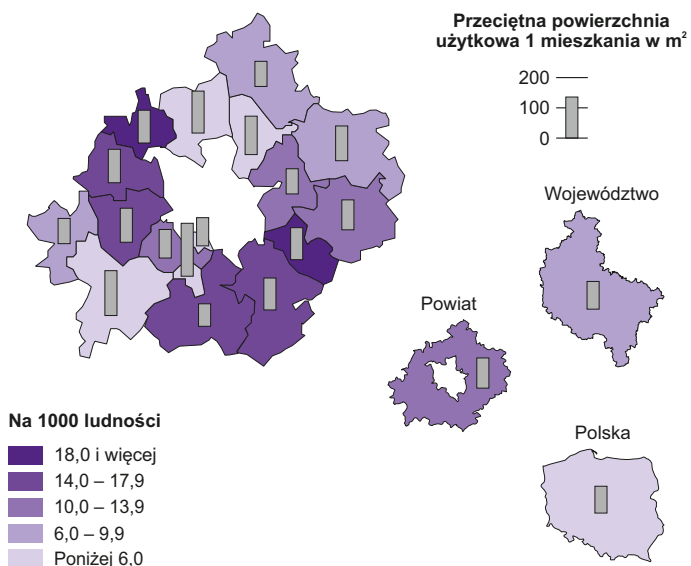 Przeciętna powierzchnia
użytkowa 1 mieszkania w m²
200
100
0
Województwo
Powiat
Polska
Na 1000 ludności
18,0 i więcej
14,0 – 17,9
10,0 – 13,9
6,0 – 9,9
Poniżej 6,0